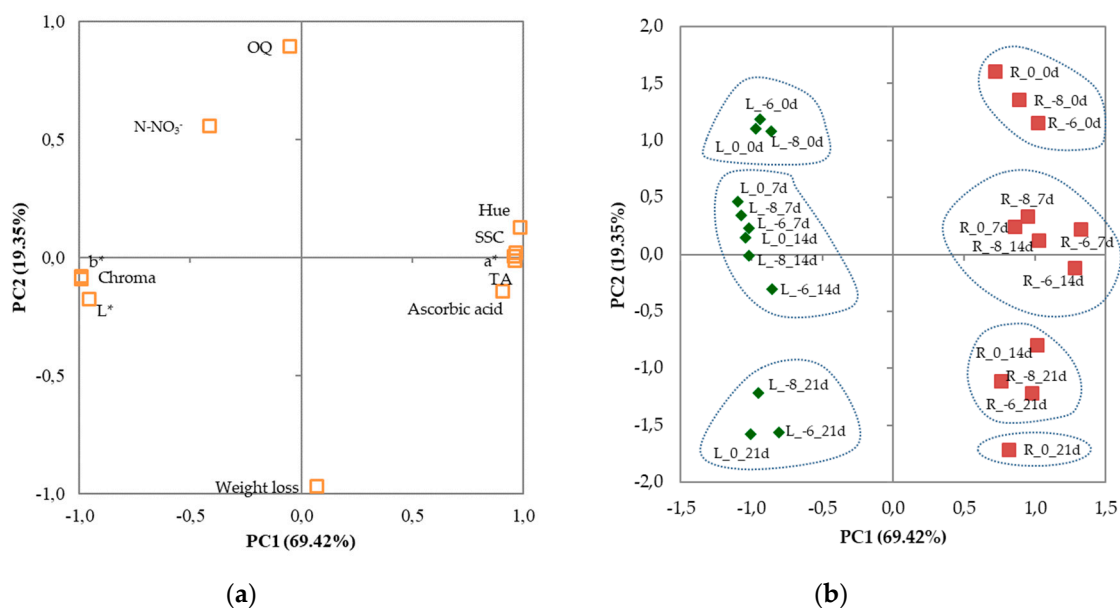 1,0
OQ
N-NO₃⁻
0,5
Hue
SSC
0,0
b*
Chroma
a*
TA
L*
Ascorbic acid
-0,5
Weight loss
-1,0
-1,0 -0,5 0,0 0,5 1,0
PC2 (19.35%)
PC1 (69.42%)
(a)
2,0
1,5
1,0
0,5
0,0
-0,5
-1,0
-1,5
-2,0
R_0_0d
R_-8_0d
R_-6_0d
L_-6_0d
L_0_0d
L_-8_0d
L_0_7d
L_-8_7d
L_-6_7d
L_0_14d
L_-8_14d
L_-6_14d
R_-8_7d
R_0_7d
R_-8_14d
R_-6_7d
R_-6_14d
R_0_14d
R_-8_21d
R_-6_21d
L_-8_21d
L_-6_21d
L_0_21d
R_0_21d
-1,5 -1,0 -0,5 0,0 0,5 1,0 1,5
PC2 (19.35%)
PC1 (69.42%)
(b)